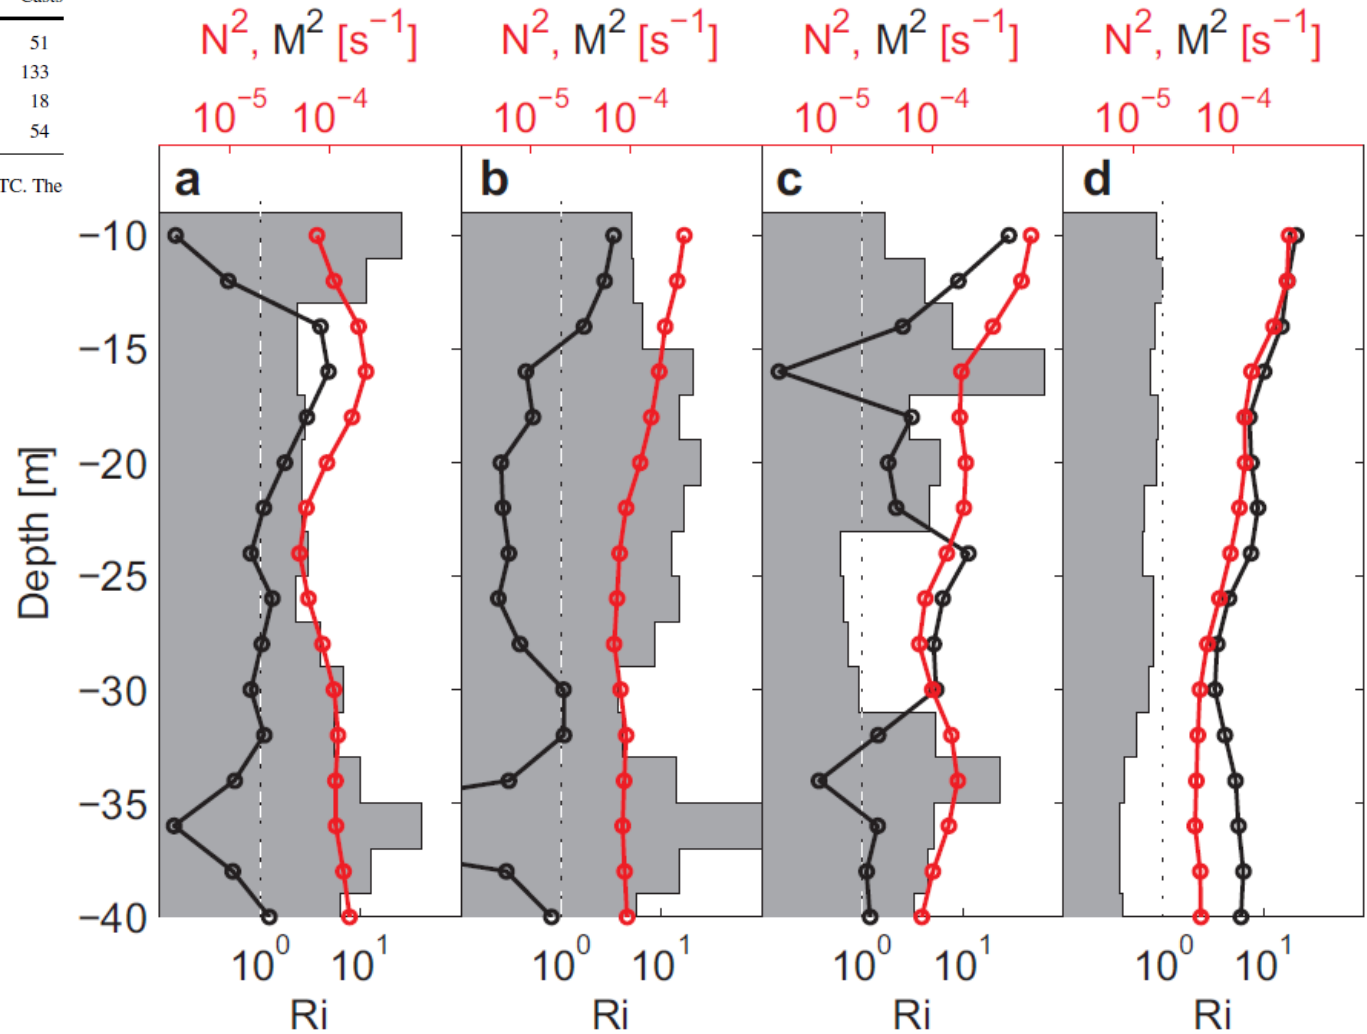 Casts
51
133
18
54
TC. The
N², M² [s⁻¹] N², M² [s⁻¹] N², M² [s⁻¹] N², M² [s⁻¹]
10⁻⁵ 10⁻⁴ 10⁻⁵ 10⁻⁴ 10⁻⁵ 10⁻⁴ 10⁻⁵ 10⁻⁴
a b c d
−10
−15
−20
−25
−30
−35
−40
Depth [m]
10⁰ 10¹ 10⁰ 10¹ 10⁰ 10¹ 10⁰ 10¹
Ri Ri Ri Ri